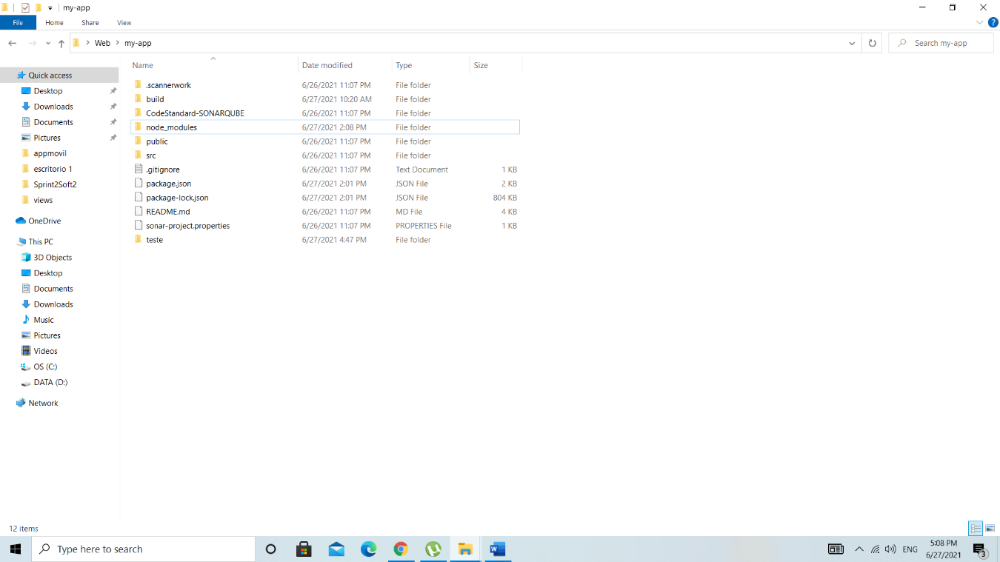 my-app
File Home Share View
Web my-app Search my-app
Name Date modified Type Size
Quick access
Desktop
Downloads
Documents
Pictures
appmovil
escritorio 1
Sprint2Soft2
views
OneDrive
This PC
3D Objects
Desktop
Documents
Downloads
Music
Pictures
Videos
OS (C:)
DATA (D:)
Network
.scannerwork 6/26/2021 11:07 PM File folder
build 6/27/2021 10:20 AM File folder
CodeStandard-SONARQUBE 6/26/2021 11:07 PM File folder
node_modules 6/27/2021 2:08 PM File folder
public 6/26/2021 11:07 PM File folder
src 6/26/2021 11:07 PM File folder
.gitignore 6/26/2021 11:07 PM Text Document 1 KB
package.json 6/27/2021 2:01 PM JSON File 2 KB
package-lock.json 6/27/2021 2:01 PM JSON File 804 KB
README.md 6/26/2021 11:07 PM MD File 4 KB
sonar-project.properties 6/26/2021 11:07 PM PROPERTIES File 1 KB
teste 6/27/2021 4:47 PM File folder
12 items
Type here to search
ENG
5:08 PM
6/27/2021
3